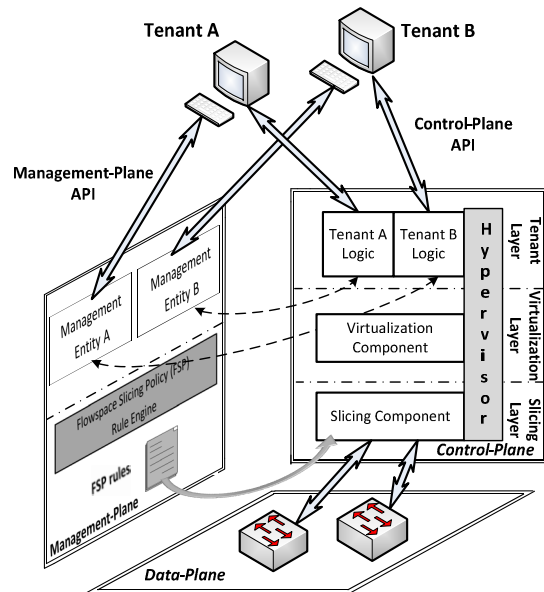 Tenant A
Tenant B
Management-Plane
API
Control-Plane
API
Management
Entity A
Management
Entity B
Flowspace Slicing Policy (FSP)
Rule Engine
FSP rules
Management-Plane
Tenant A
Logic
Tenant B
Logic
Virtualization
Component
Slicing Component
Hypervisor
Tenant
Layer
Virtualization
Layer
Slicing
Layer
Control-Plane
Data-Plane